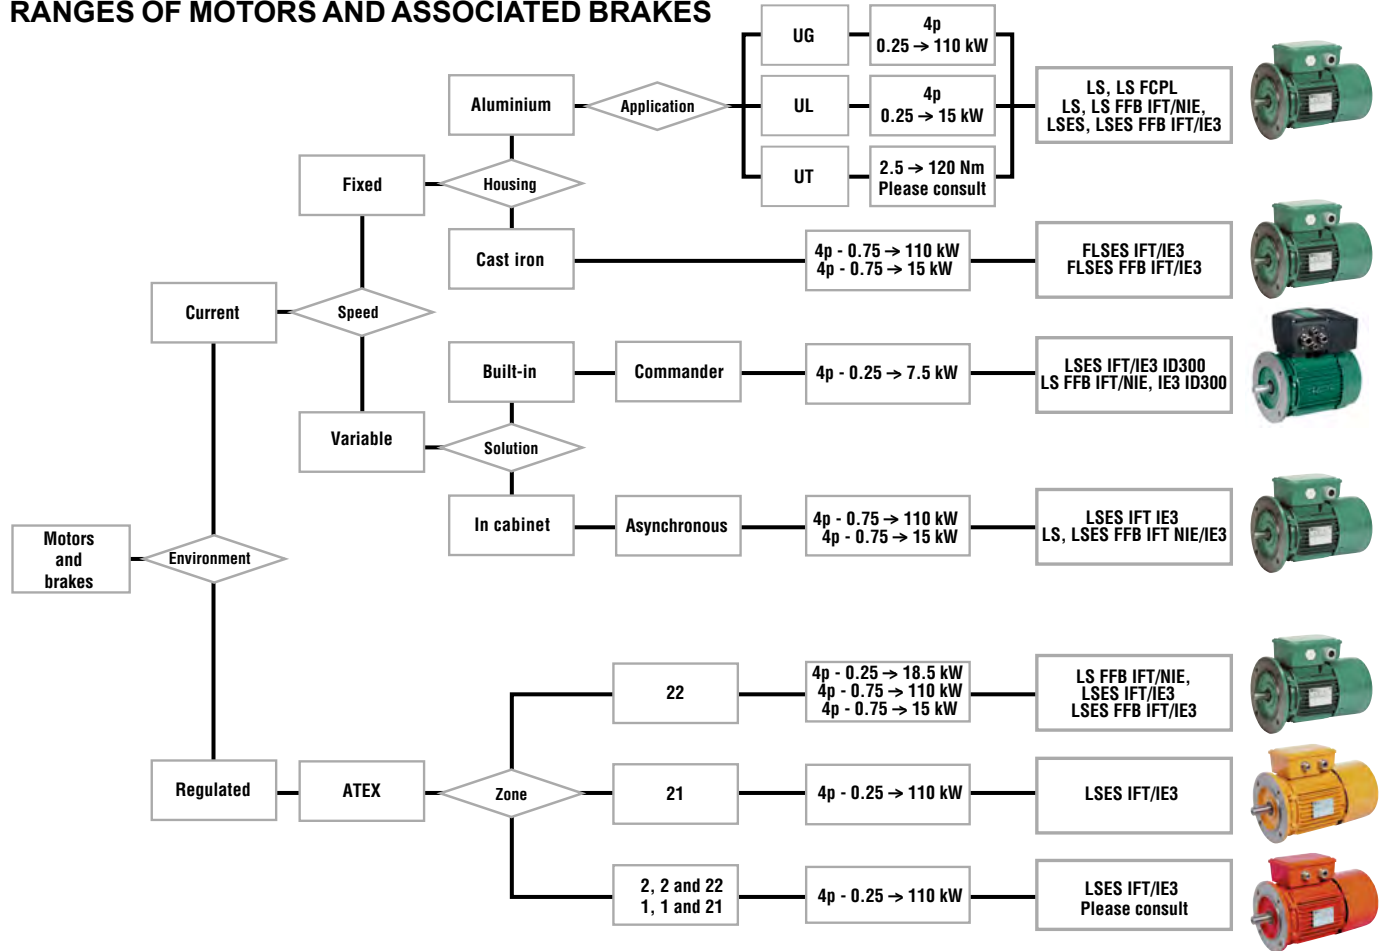 RANGES OF MOTORS AND ASSOCIATED BRAKES
UG
4p
0.25 → 110 kW
Aluminium
Application
UL
4p
0.25 → 15 kW
LS, LS FCPL
LS, LS FFB IFT/NIE,
LSES, LSES FFB IFT/IE3
UT
2.5 → 120 Nm
Please consult
Fixed
Housing
Cast iron
4p - 0.75 → 110 kW
4p - 0.75 → 15 kW
FLSES IFT/IE3
FLSES FFB IFT/IE3
Current
Speed
Built-in
Commander
4p - 0.25 → 7.5 kW
LSES IFT/IE3 ID300
LS FFB IFT/NIE, IE3 ID300
Variable
Solution
In cabinet
Asynchronous
4p - 0.75 → 110 kW
4p - 0.75 → 15 kW
LSES IFT IE3
LS, LSES FFB IFT NIE/IE3
Motors
and
brakes
Environment
22
4p - 0.25 → 18.5 kW
4p - 0.75 → 110 kW
4p - 0.75 → 15 kW
LS FFB IFT/NIE,
LSES IFT/IE3
LSES FFB IFT/IE3
Regulated
ATEX
Zone
21
4p - 0.25 → 110 kW
LSES IFT/IE3
2, 2 and 22
1, 1 and 21
4p - 0.25 → 110 kW
LSES IFT/IE3
Please consult